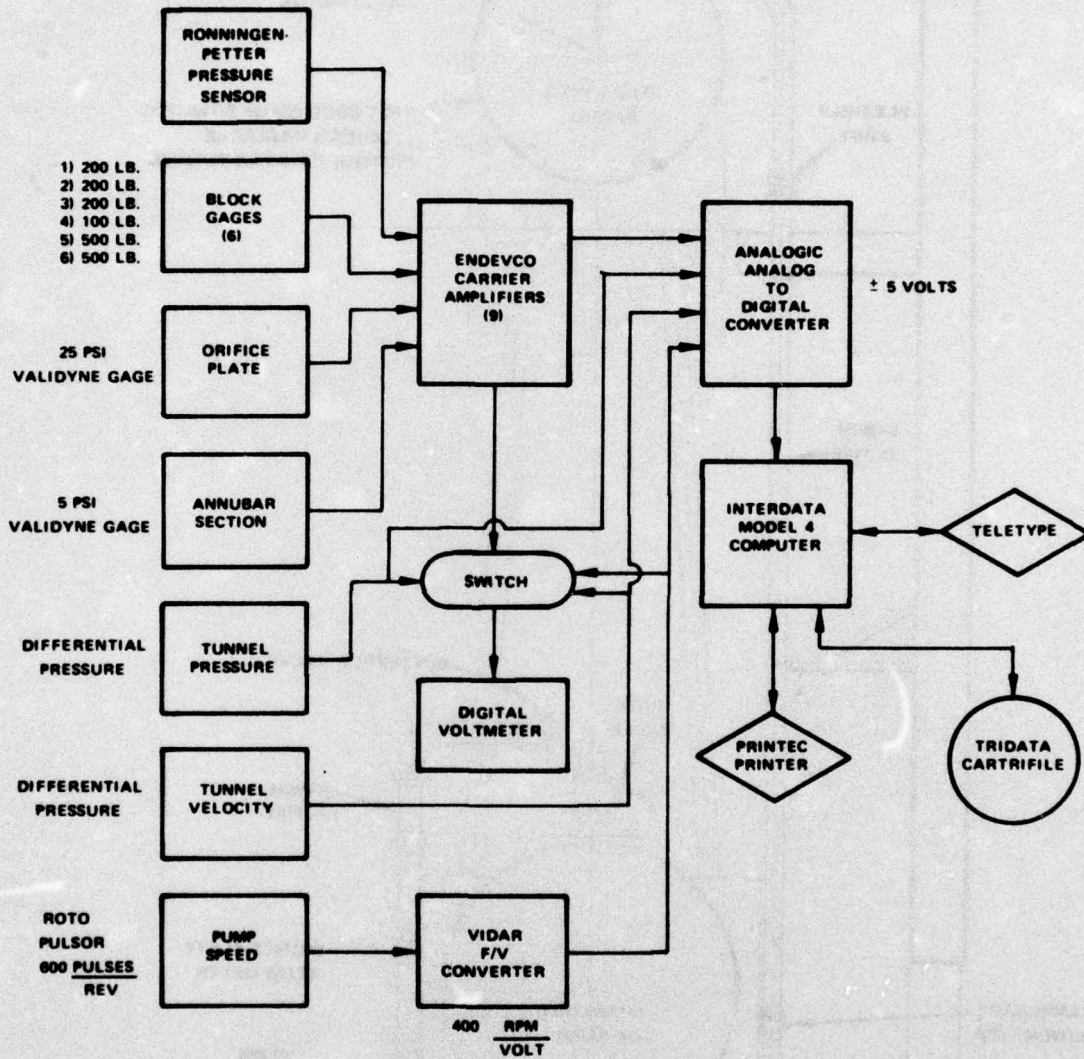 RONNINGEN-
PETTER
PRESSURE
SENSOR
1) 200 LB.
2) 200 LB.
3) 200 LB.
4) 100 LB.
5) 500 LB.
6) 500 LB.
BLOCK
GAGES
(6)
ENDEVCO
CARRIER
AMPLIFIERS
(9)
ANALOGIC
ANALOG
TO
DIGITAL
CONVERTER
± 5 VOLTS
25 PSI
VALIDYNE GAGE
ORIFICE
PLATE
5 PSI
VALIDYNE GAGE
ANNUBAR
SECTION
INTERDATA
MODEL 4
COMPUTER
TELETYPE
SWITCH
DIFFERENTIAL
PRESSURE
TUNNEL
PRESSURE
DIGITAL
VOLTMETER
PRINTEC
PRINTER
TRIDATA
CARTRIFILE
DIFFERENTIAL
PRESSURE
TUNNEL
VELOCITY
ROTO
PULSOR
600 PULSES
REV
PUMP
SPEED
VIDAR
F/V
CONVERTER
400 RPM
VOLT